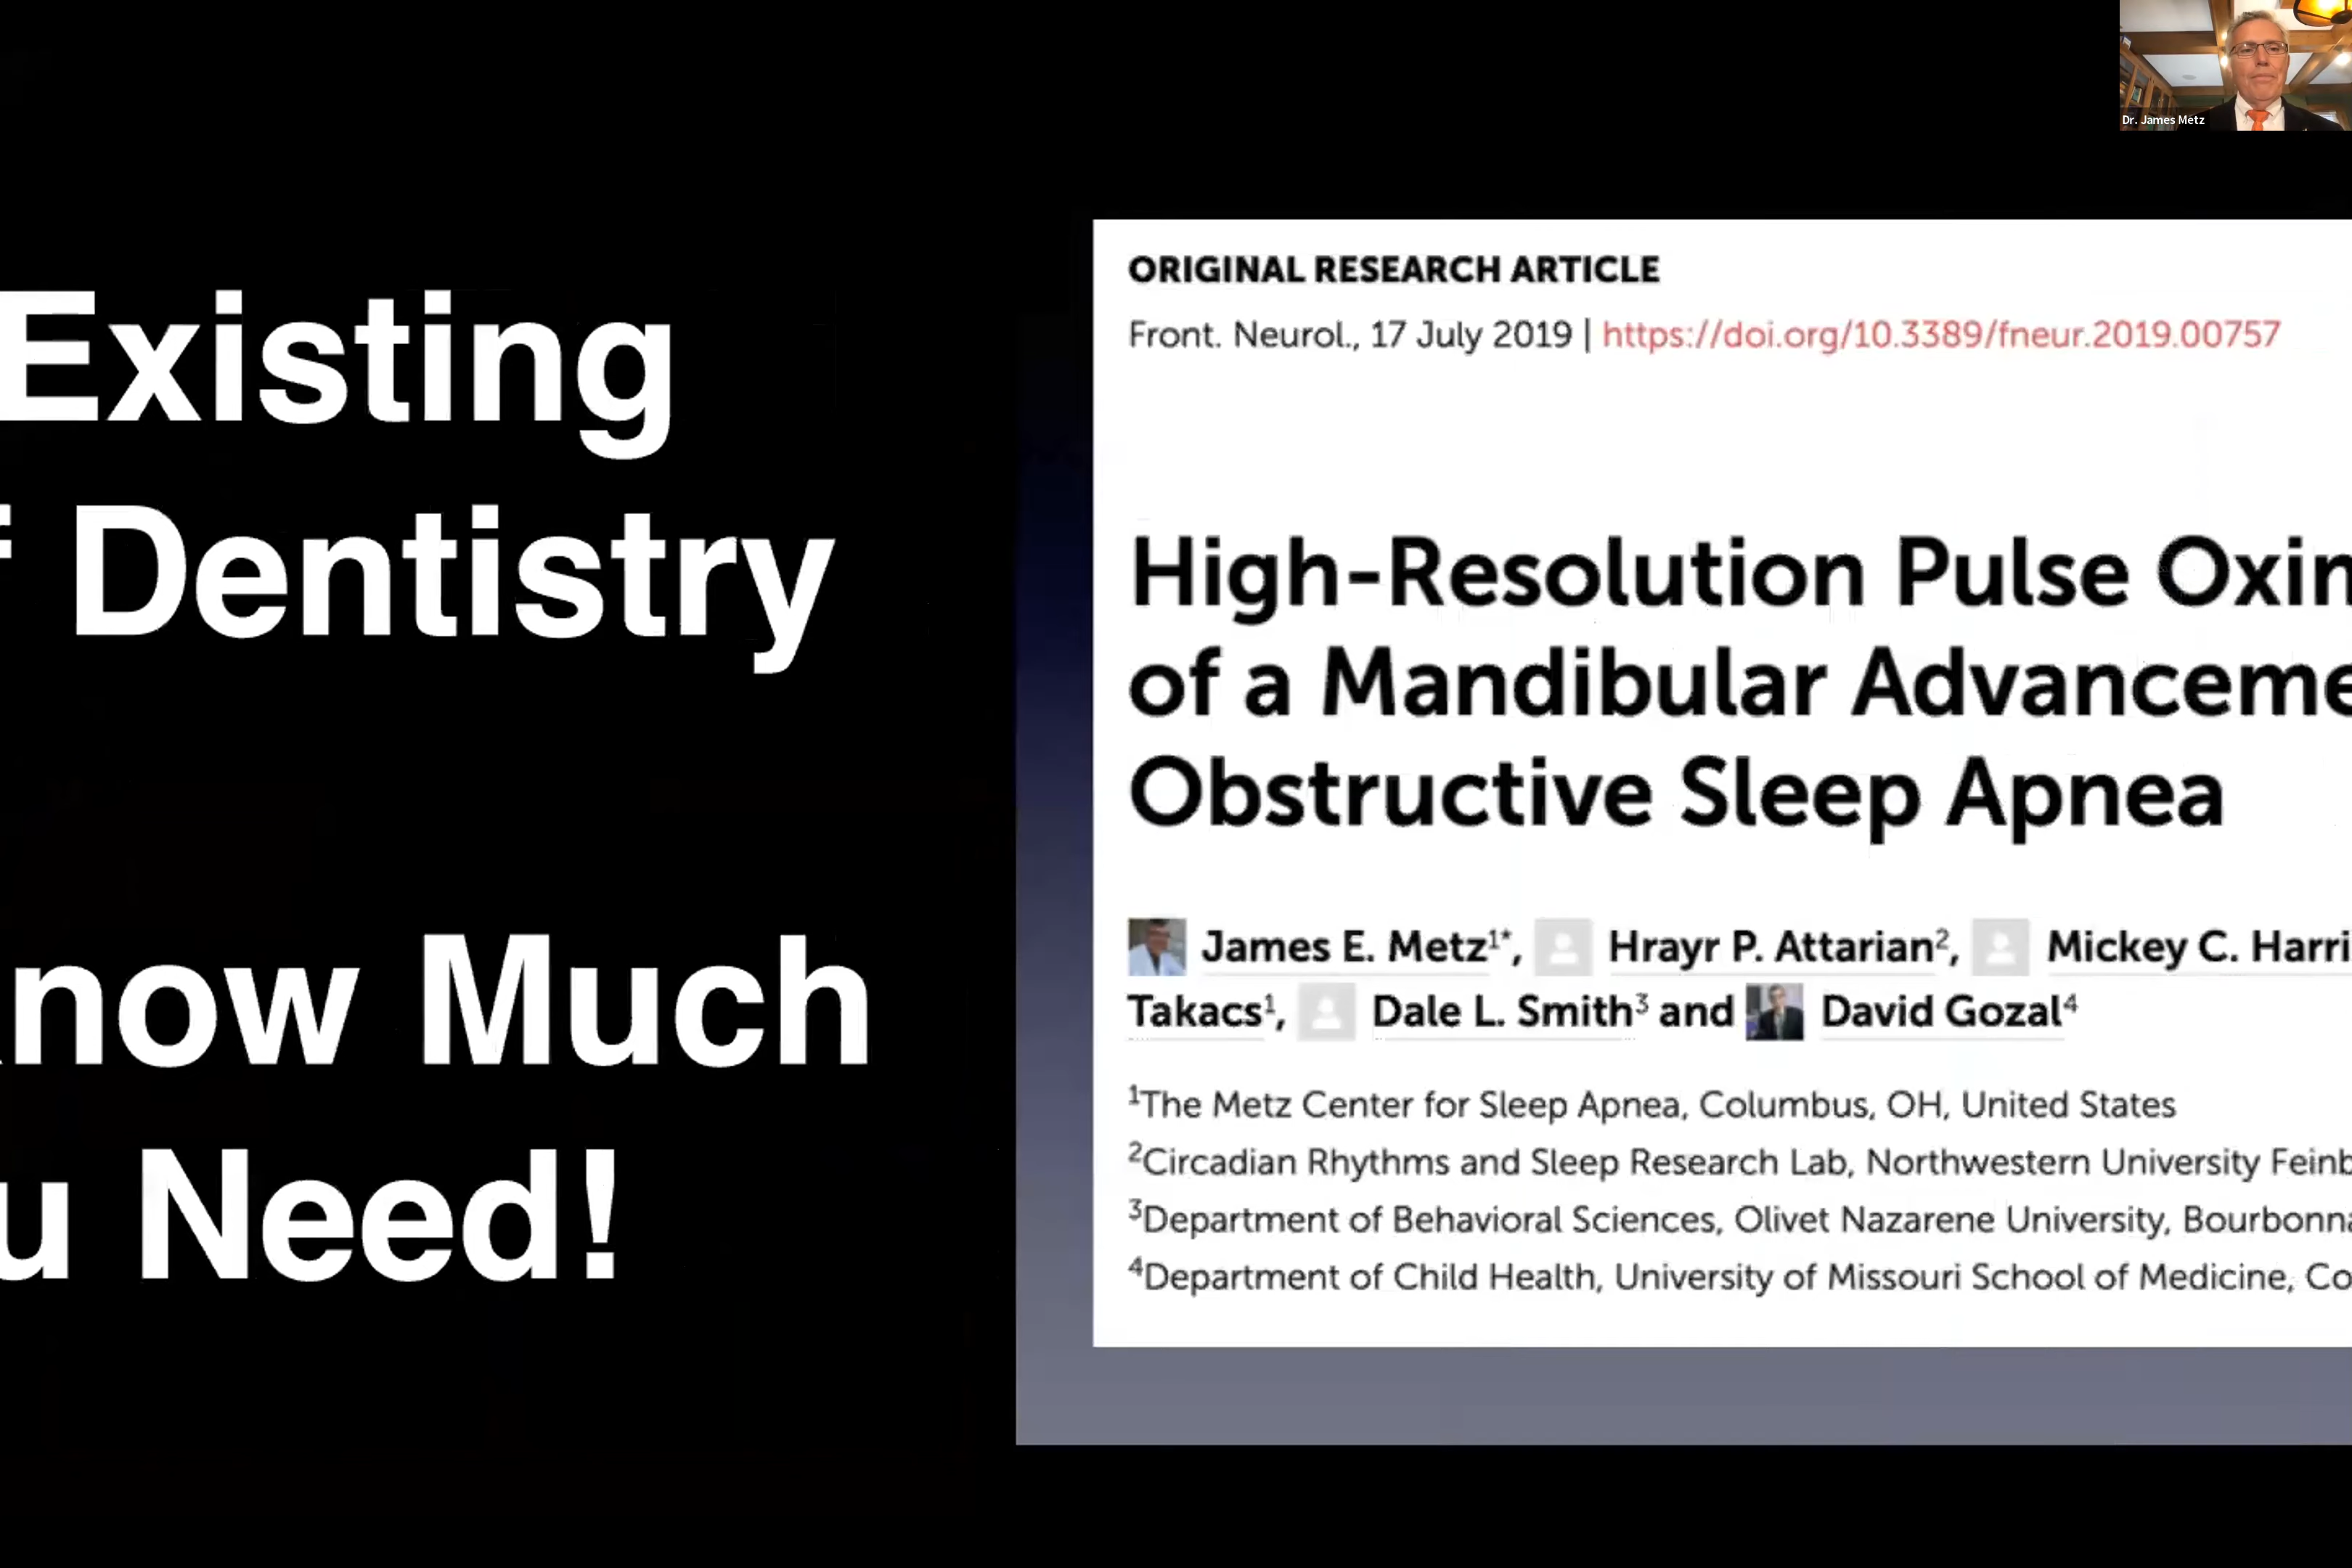 Dr. James Metz
Existing
f Dentistry
now Much
u Need!
ORIGINAL RESEARCH ARTICLE
Front. Neurol., 17 July 2019 | https://doi.org/10.3389/fneur.2019.00757
High-Resolution Pulse Oxim
of a Mandibular Advanceme
Obstructive Sleep Apnea
James E. Metz1*, Hrayr P. Attarian2, Mickey C. Harri
Takacs1, Dale L. Smith3 and David Gozal4
1The Metz Center for Sleep Apnea, Columbus, OH, United States
2Circadian Rhythms and Sleep Research Lab, Northwestern University Feinb
3Department of Behavioral Sciences, Olivet Nazarene University, Bourbonna
4Department of Child Health, University of Missouri School of Medicine, Co